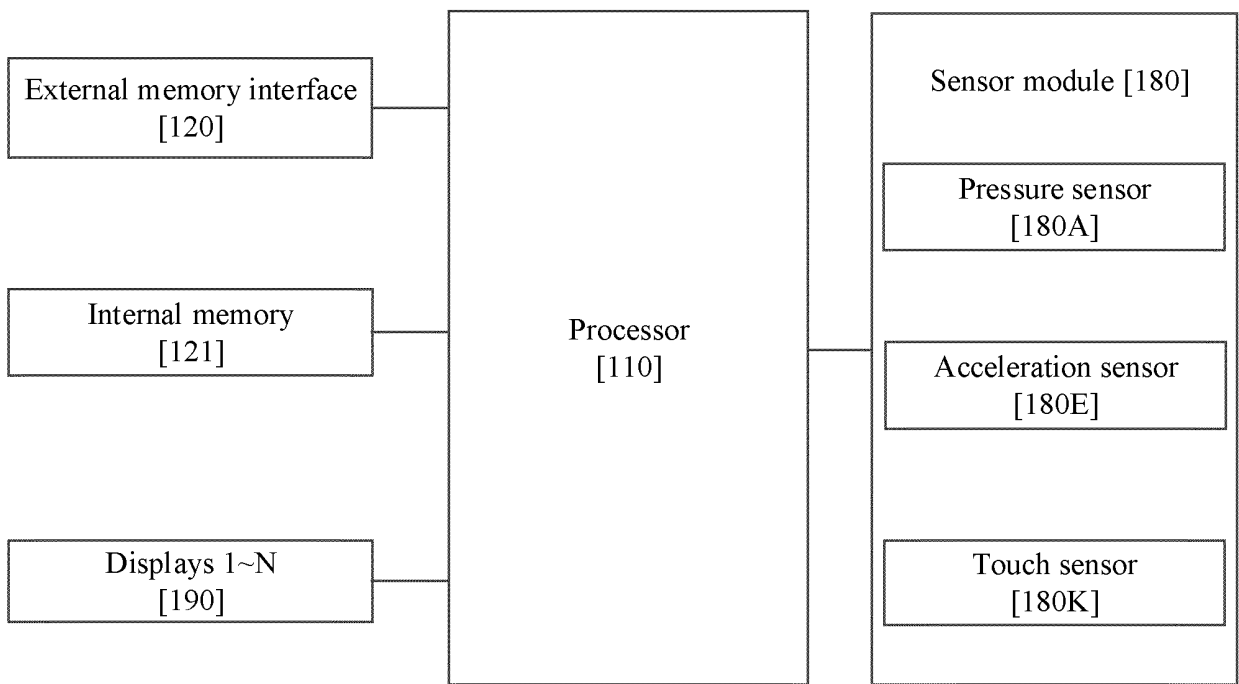 External memory interface
[120]
Internal memory
[121]
Displays 1~N
[190]
Processor
[110]
Sensor module [180]
Pressure sensor
[180A]
Acceleration sensor
[180E]
Touch sensor
[180K]